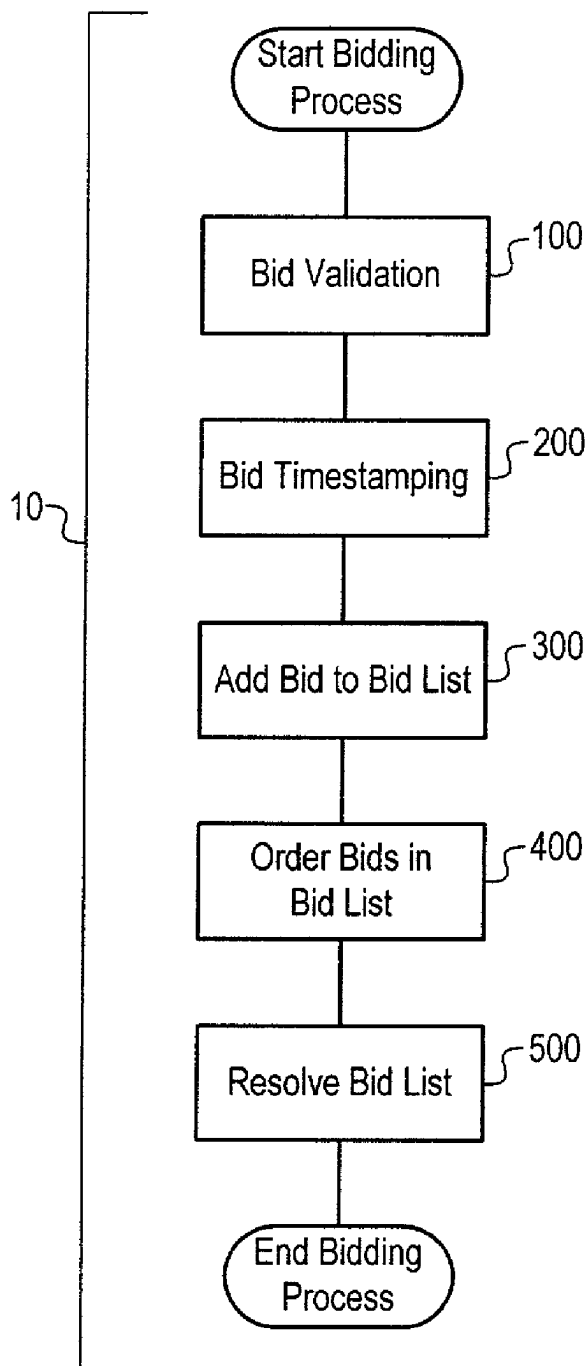 Start Bidding
Process
100
Bid Validation
200
Bid Timestamping
10
300
Add Bid to Bid List
400
Order Bids in
Bid List
500
Resolve Bid List
End Bidding
Process